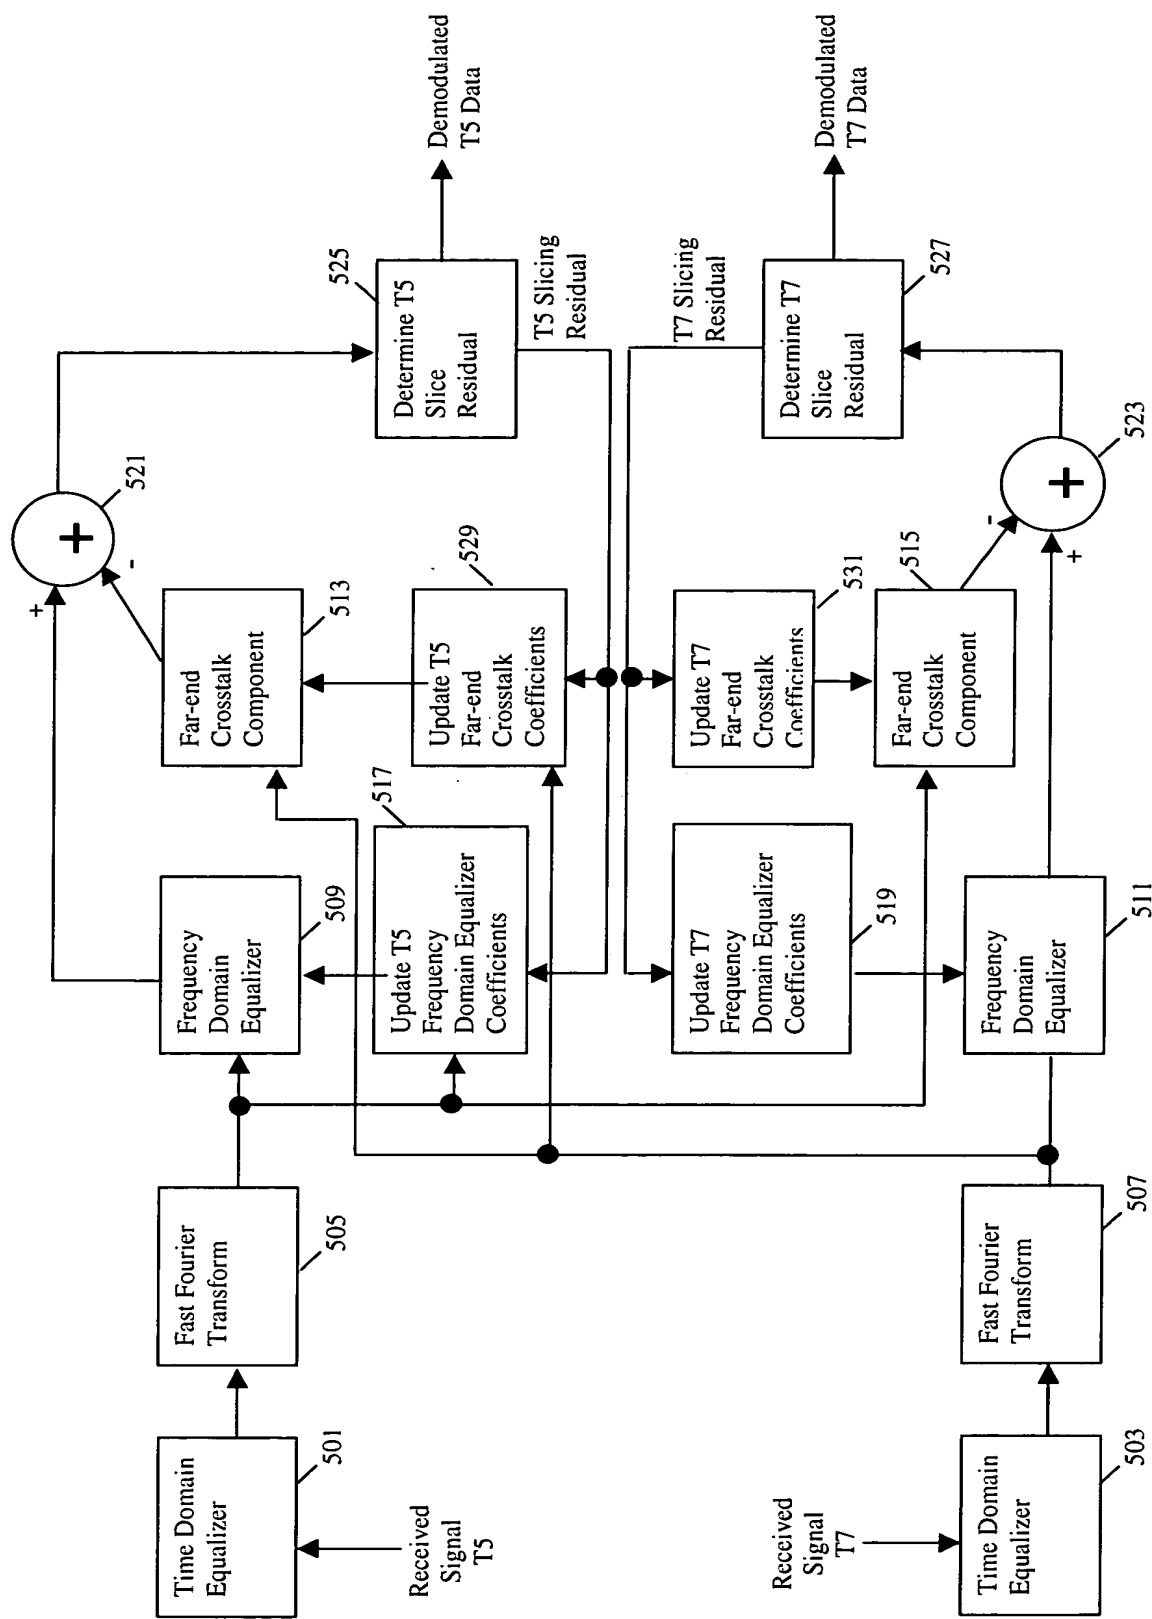 Received
Signal
T5
Time Domain
Equalizer
501
Fast Fourier
Transform
505
Frequency
Domain
Equalizer
509
Update T5
Frequency
Domain Equalizer
Coefficients
517
Far-end
Crosstalk
Component
513
Update T5
Far-end
Crosstalk
Coefficients
529
+
-
+
521
Determine T5
Slice
Residual
525
T5 Slicing
Residual
Demodulated
T5 Data
Received
Signal
T7
Time Domain
Equalizer
503
Fast Fourier
Transform
507
Update T7
Frequency
Domain Equalizer
Coefficients
519
Frequency
Domain
Equalizer
511
Update T7
Far-end
Crosstalk
Coefficients
531
Far-end
Crosstalk
Component
515
-
+
+
523
T7 Slicing
Residual
Determine T7
Slice
Residual
527
Demodulated
T7 Data